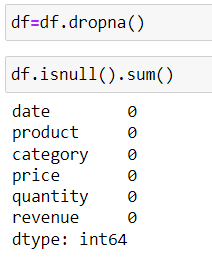 df=df.dropna()
df.isnull().sum()
date 0
product 0
category 0
price 0
quantity 0
revenue 0
dtype: int64